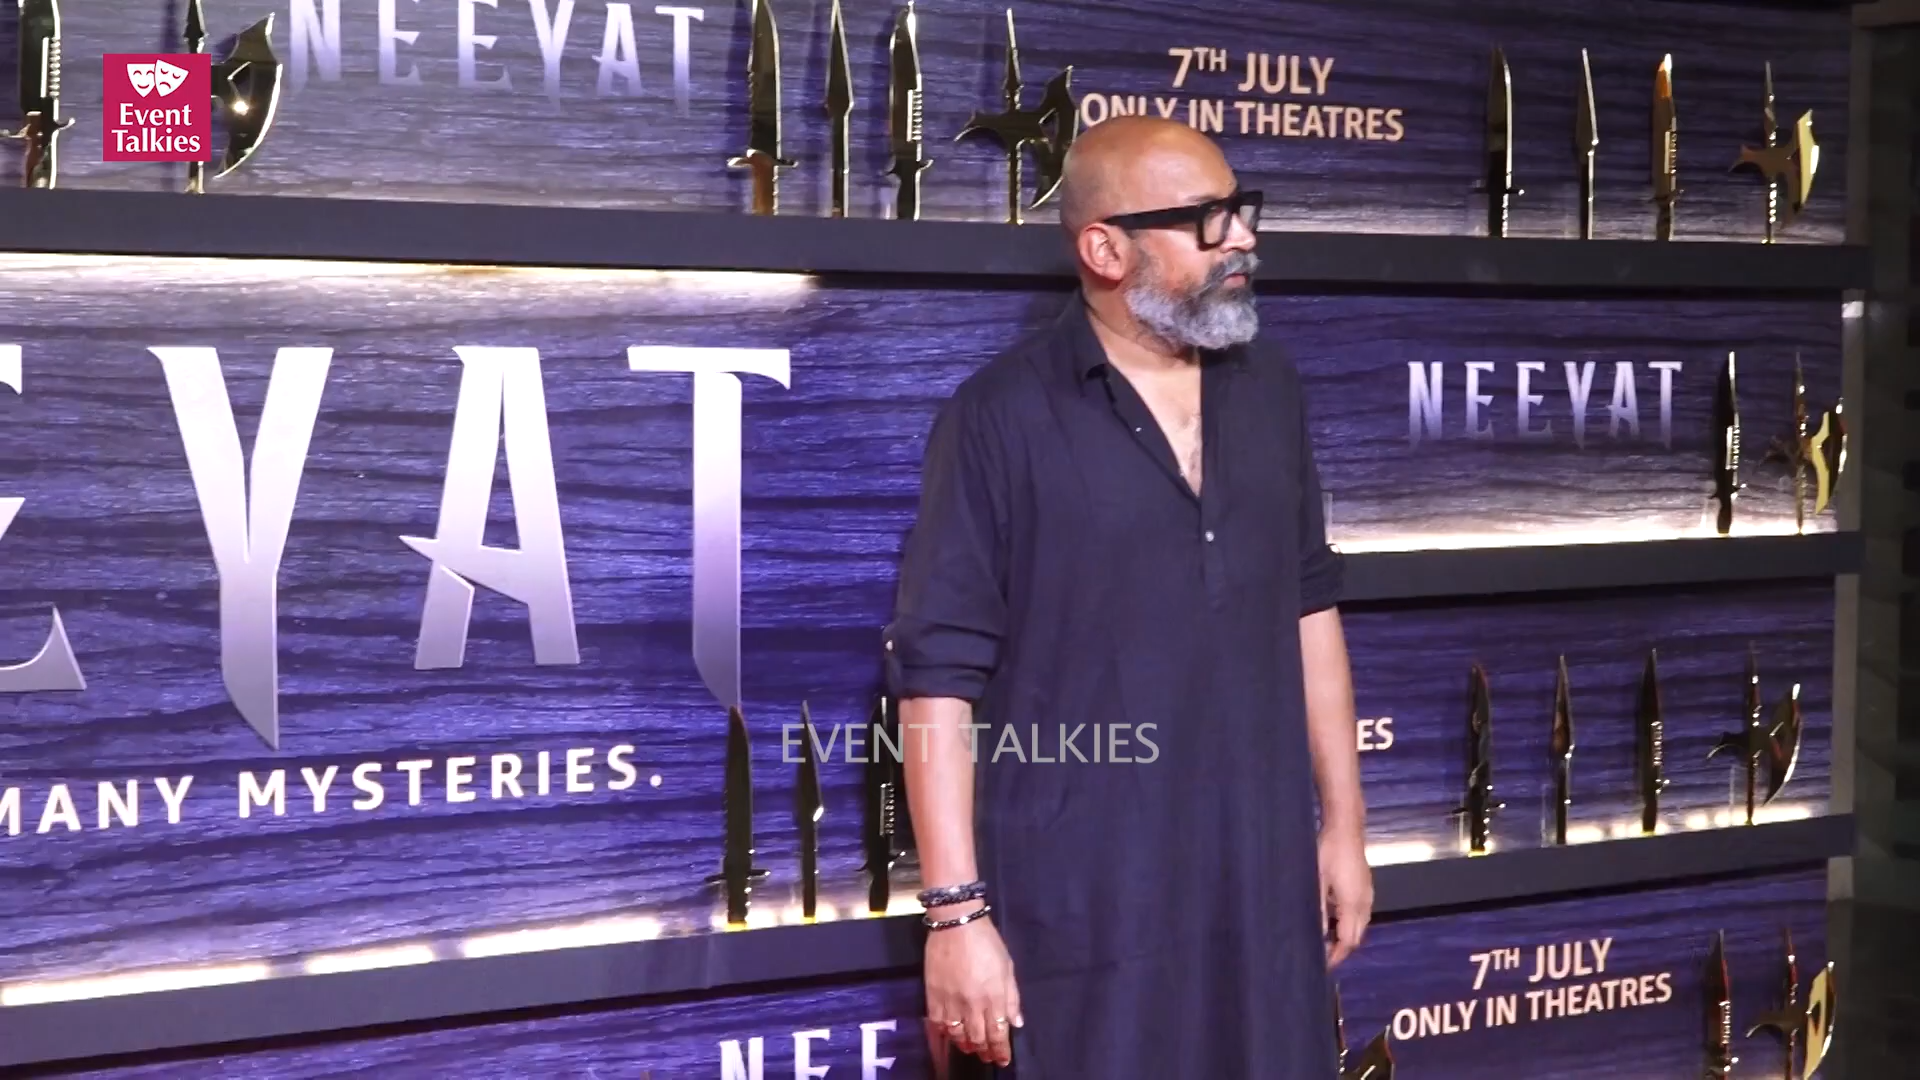 NEEYAT
7TH JULY
ONLY IN THEATRES
Event
Talkies
EYAT
MANY MYSTERIES.
NEEYAT
EVENT TALKIES
ES
7TH JULY
ONLY IN THEATRES
NEE